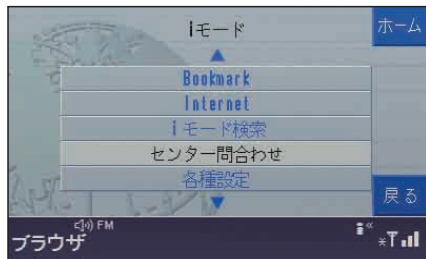 iモード
ホーム
Bookmark
Internet
iモード検索
センター問合わせ
各種設定
戻る
FM
ブラウザ